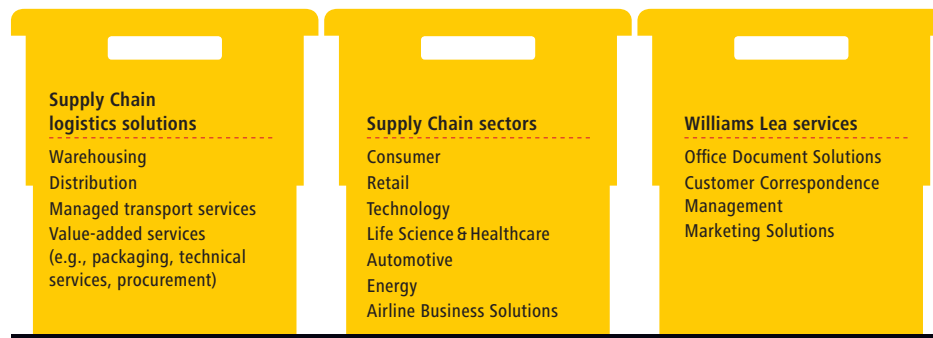 Supply Chain
logistics solutions
Warehousing
Distribution
Managed transport services
Value-added services
(e.g., packaging, technical
services, procurement)
Supply Chain sectors
Consumer
Retail
Technology
Life Science & Healthcare
Automotive
Energy
Airline Business Solutions
Williams Lea services
Office Document Solutions
Customer Correspondence
Management
Marketing Solutions